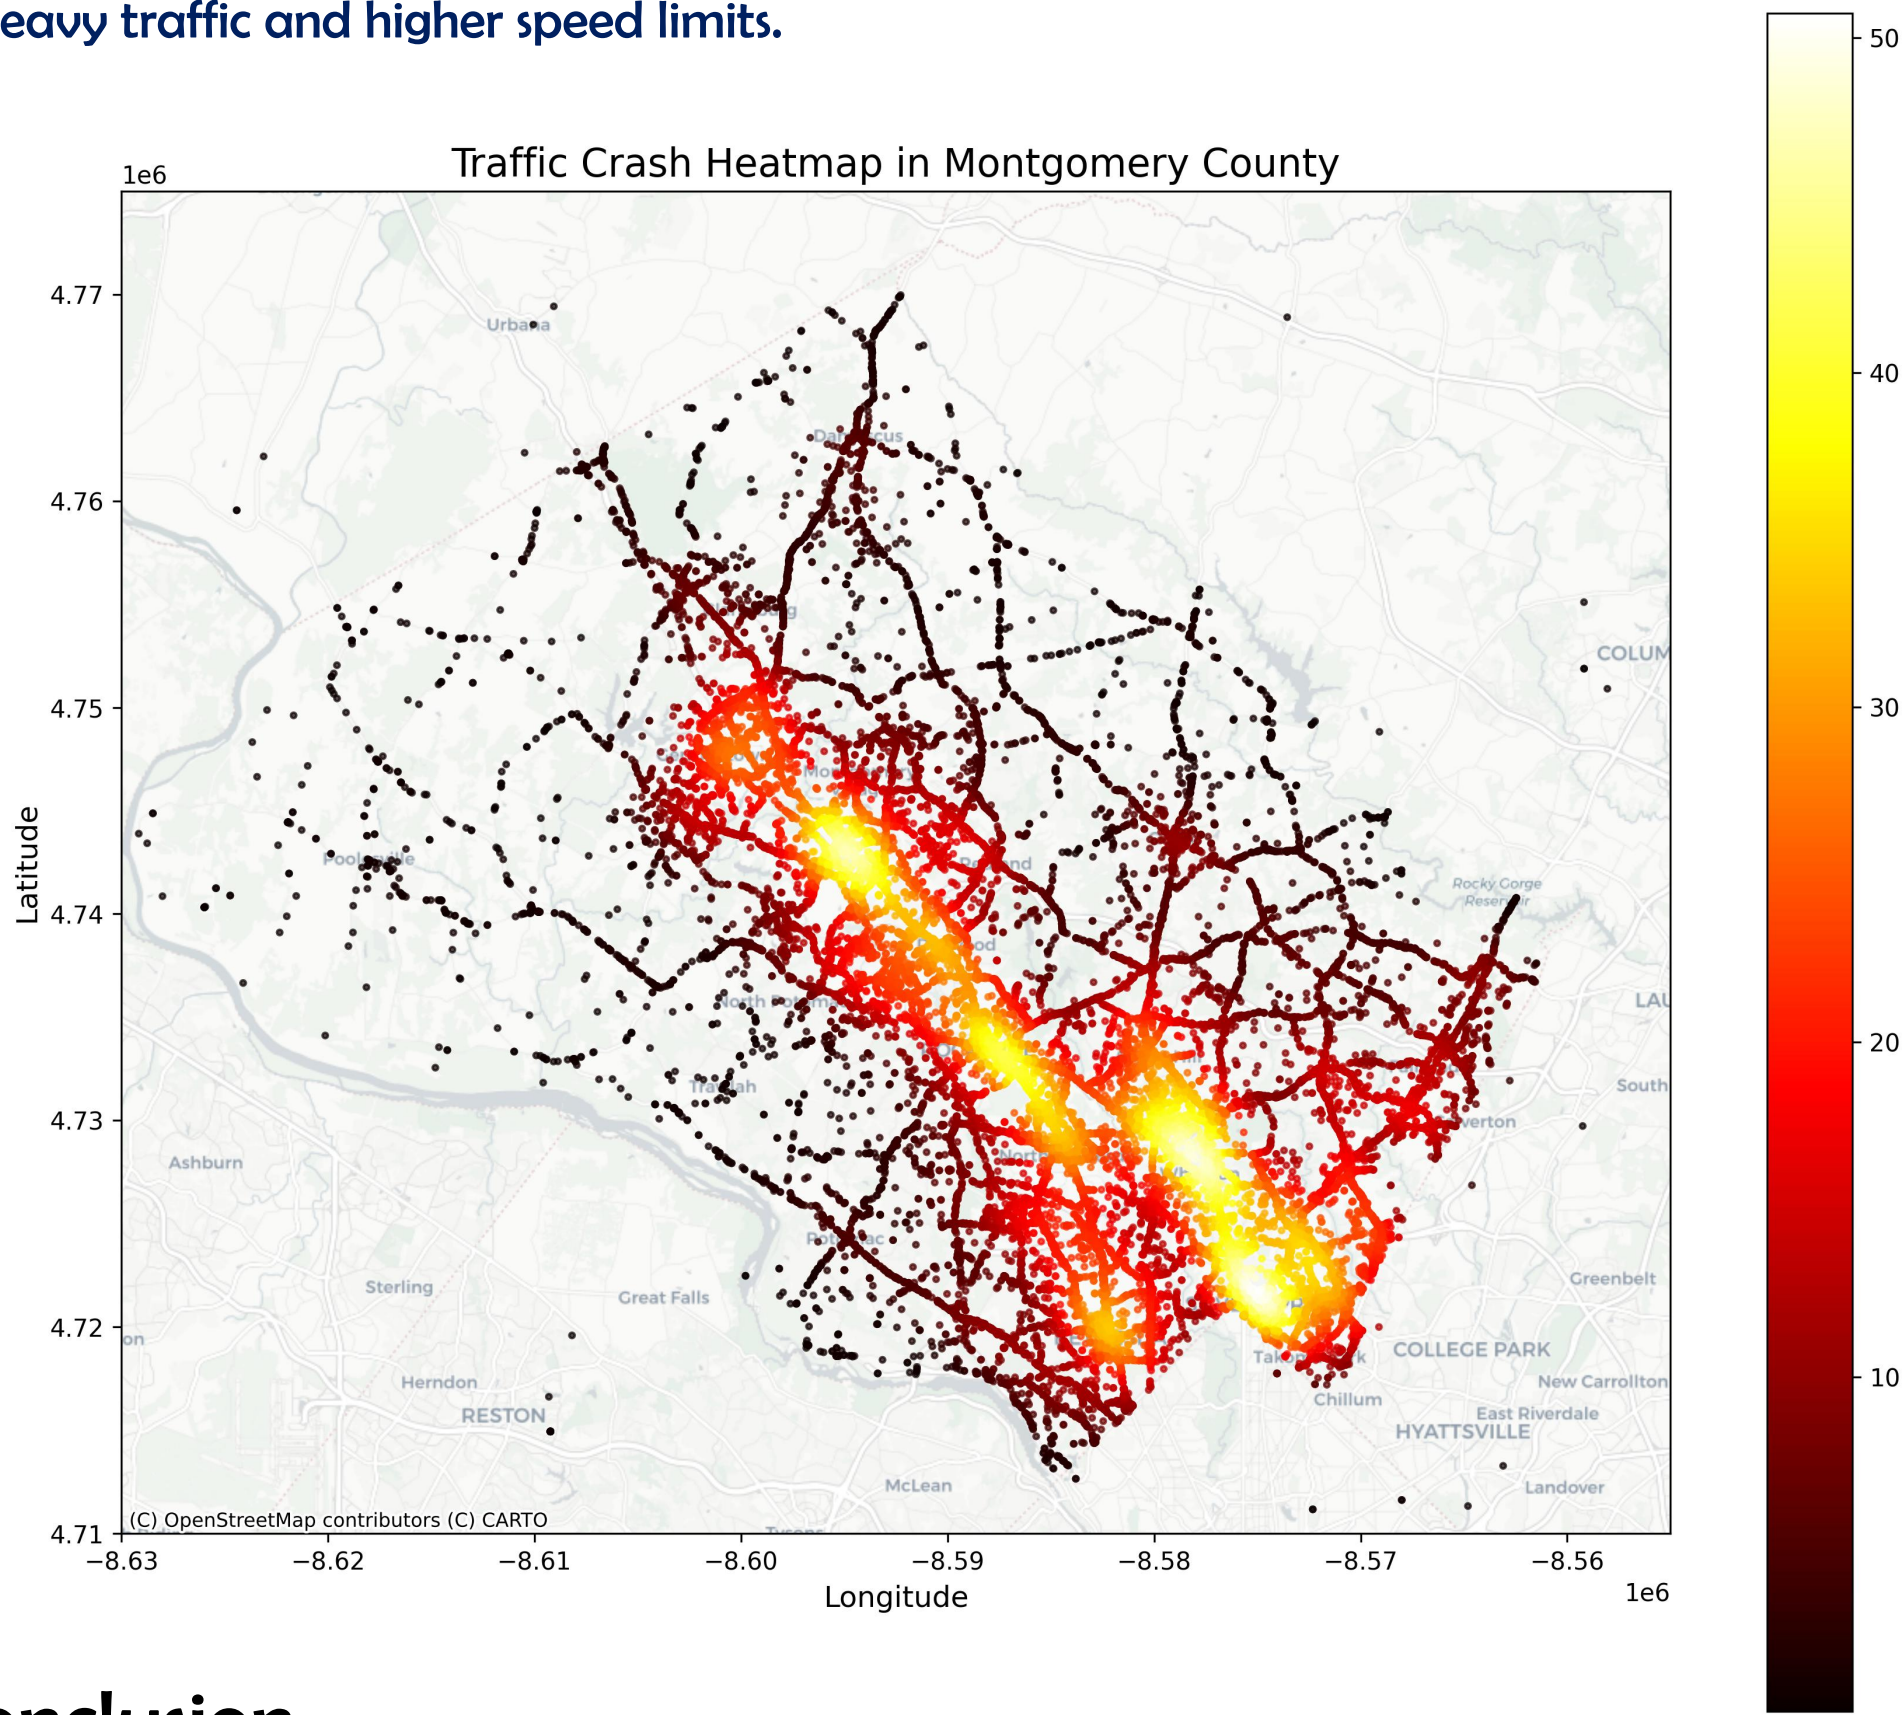 eavy traffic and higher speed limits.
Traffic Crash Heatmap in Montgomery County
1e6
50
40
30
20
10
4.77
4.76
4.75
4.74
4.73
4.72
4.71
Latitude
Urbana
COLUM
Poolesville
Rocky Gorge
Reservoir
LAU
South
Ashburn
Sterling
Great Falls
Greenbelt
on
COLLEGE PARK
Herndon
New Carrollton
Chillum
RESTON
East Riverdale
HYATTSVILLE
McLean
Landover
Tysons
(C) OpenStreetMap contributors (C) CARTO
−8.63
−8.62
−8.61
−8.60
−8.59
−8.58
−8.57
−8.56
Longitude
1e6